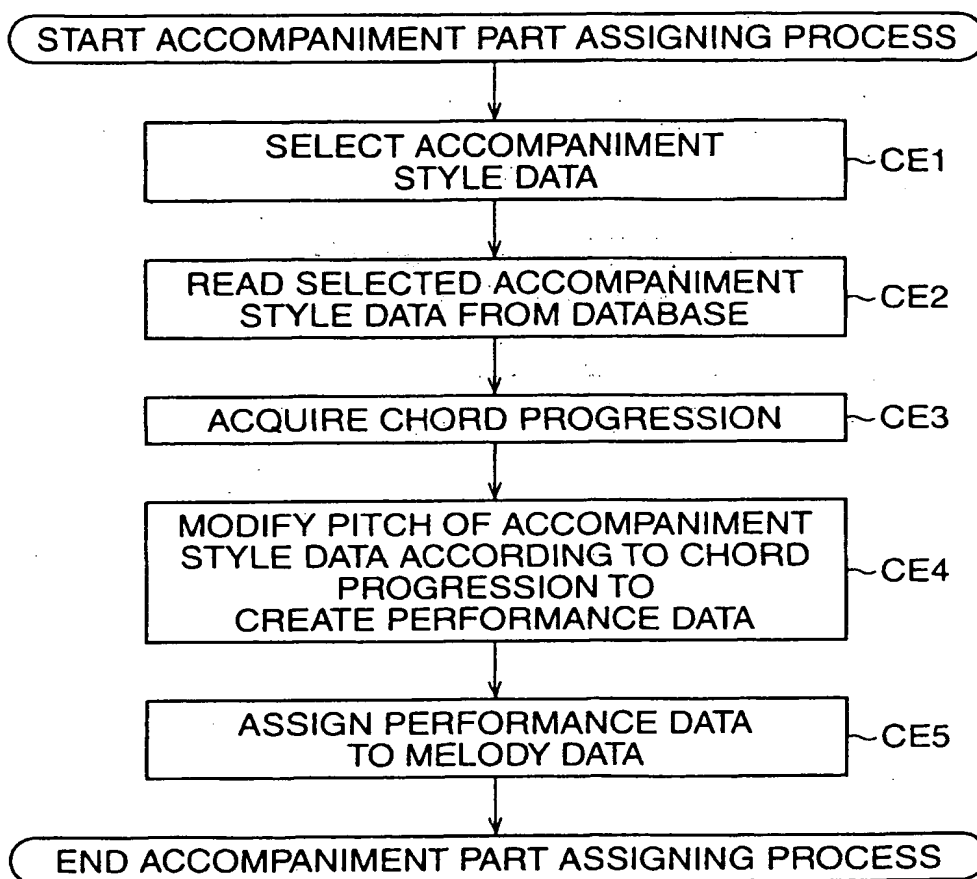 START ACCOMPANIMENT PART ASSIGNING PROCESS
SELECT ACCOMPANIMENT
STYLE DATA
CE1
READ SELECTED ACCOMPANIMENT
STYLE DATA FROM DATABASE
CE2
ACQUIRE CHORD PROGRESSION
CE3
MODIFY PITCH OF ACCOMPANIMENT
STYLE DATA ACCORDING TO CHORD
PROGRESSION TO
CREATE PERFORMANCE DATA
CE4
ASSIGN PERFORMANCE DATA
TO MELODY DATA
CE5
END ACCOMPANIMENT PART ASSIGNING PROCESS